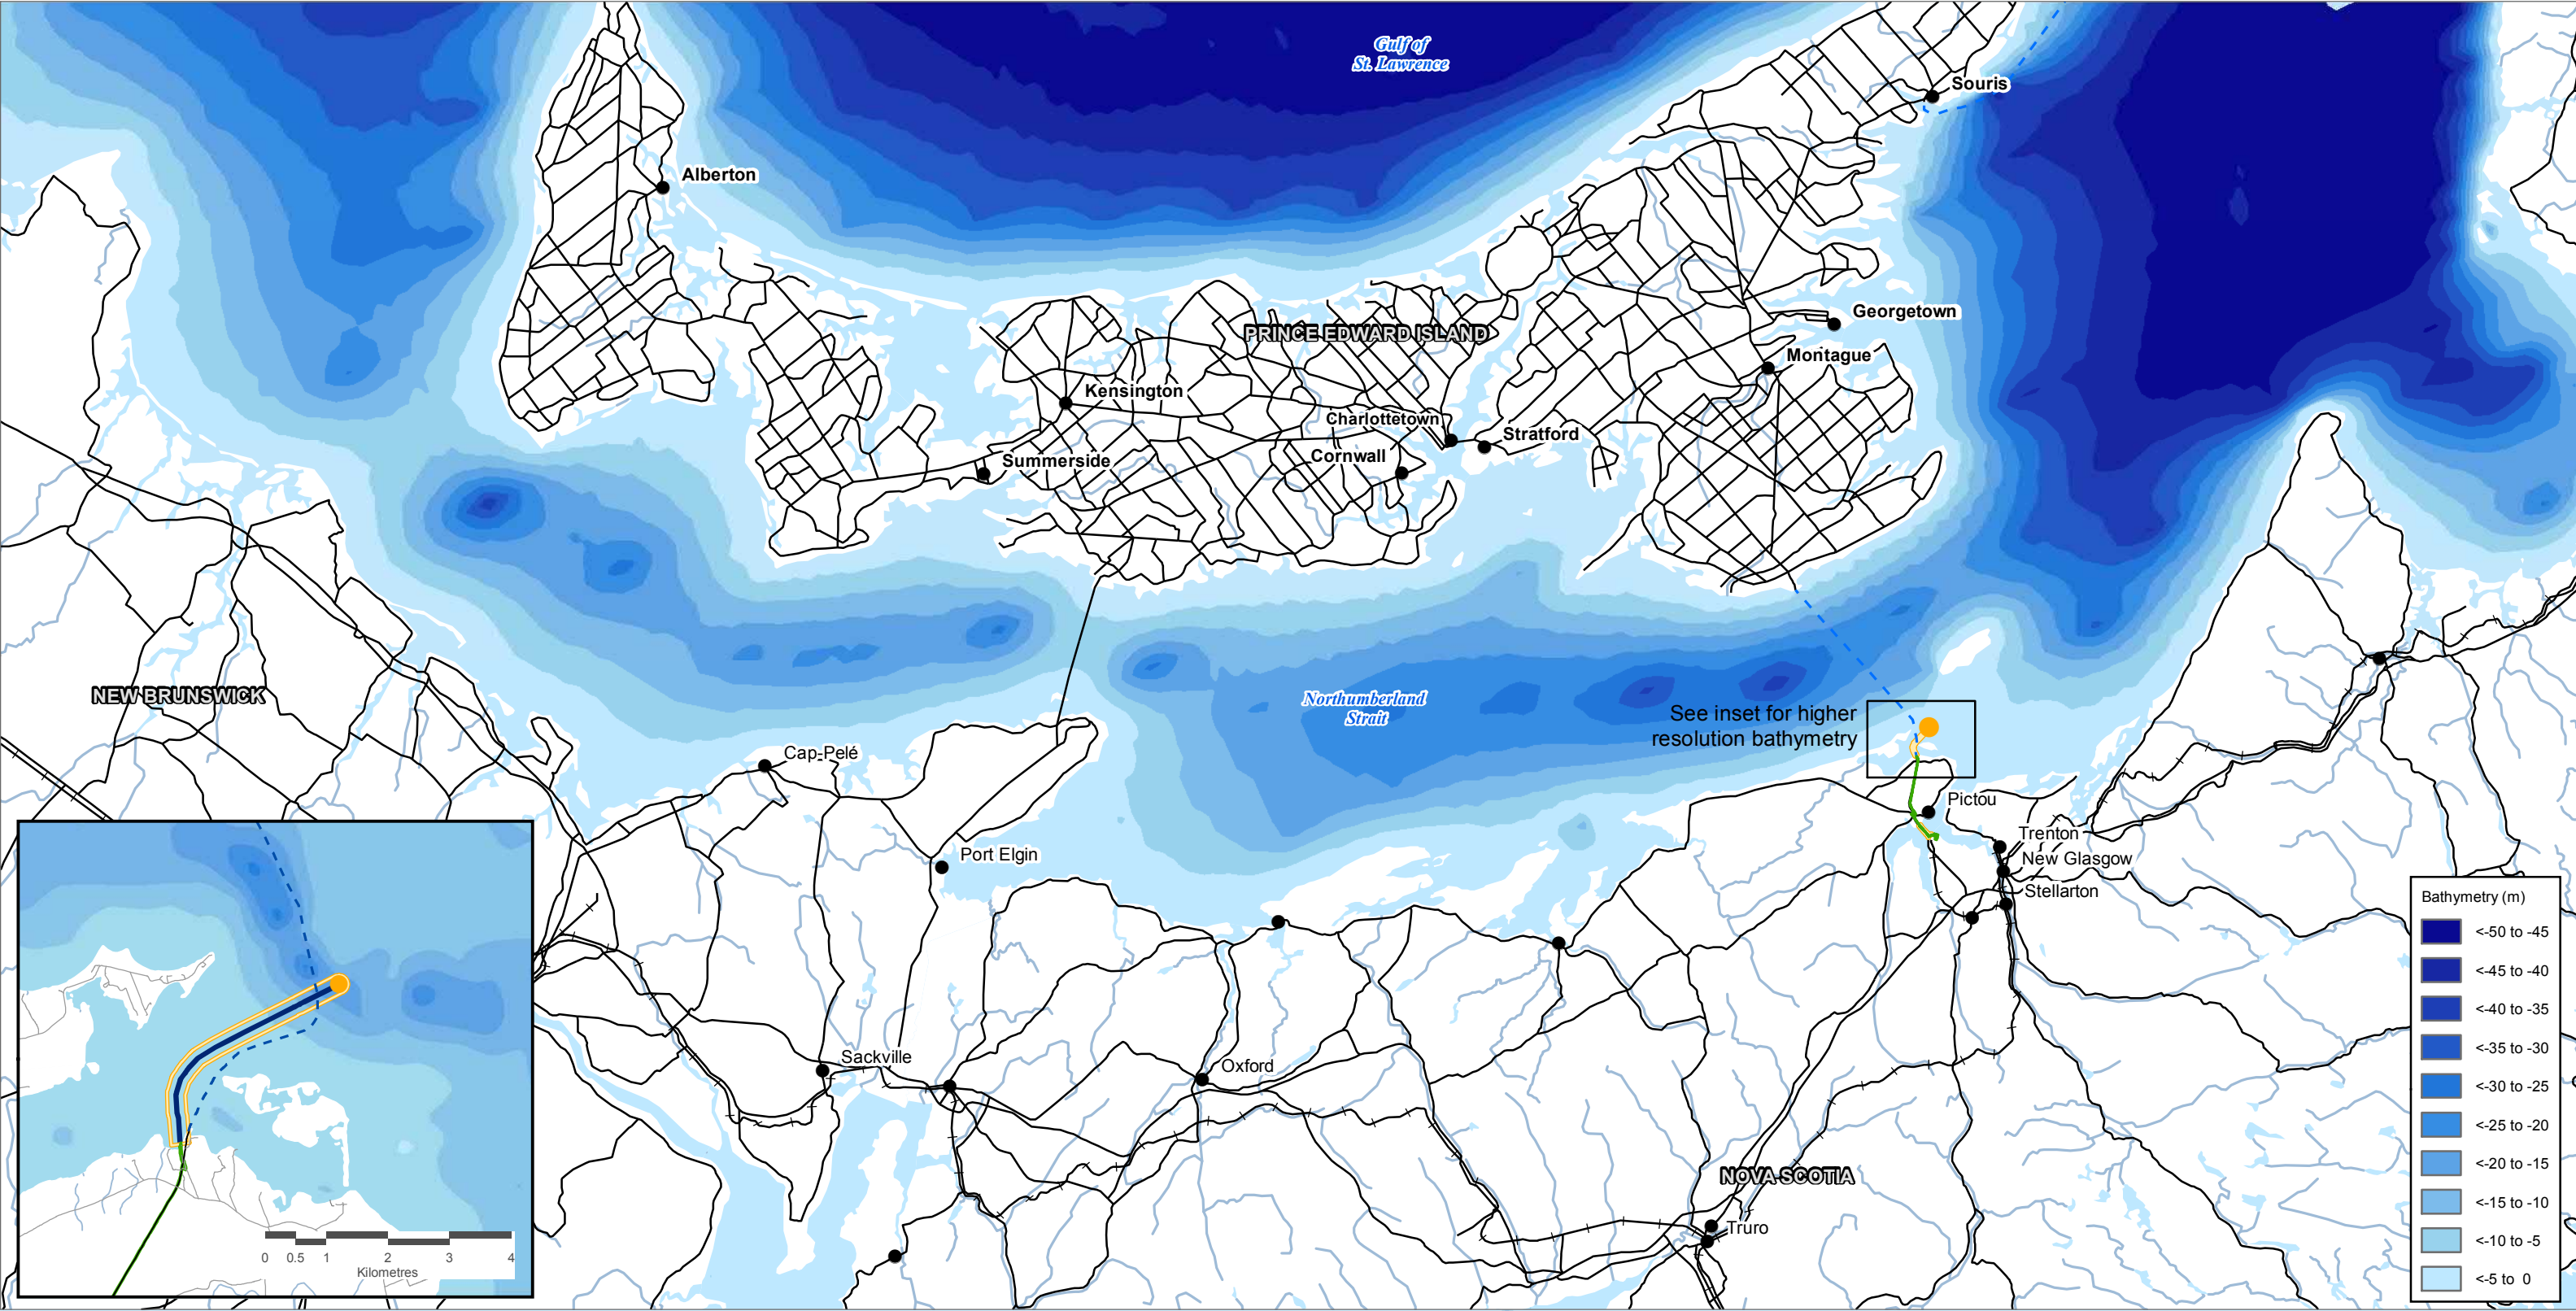 Gulf of
St. Lawrence
Souris
Alberton
Georgetown
PRINCE EDWARD ISLAND
Montague
Kensington
Charlottetown
Stratford
Cornwall
Summerside
NEW BRUNSWICK
Northumberland
Strait
See inset for higher
resolution bathymetry
Cap-Pelé
Pictou
Trenton
Port Elgin
New Glasgow
Stellarton
Sackville
Oxford
NOVA SCOTIA
Truro
0 0.5 1 2 3 4
Kilometres
Bathymetry (m)
<-50 to -45
<-45 to -40
<-40 to -35
<-35 to -30
<-30 to -25
<-25 to -20
<-20 to -15
<-15 to -10
<-10 to -5
<-5 to 0